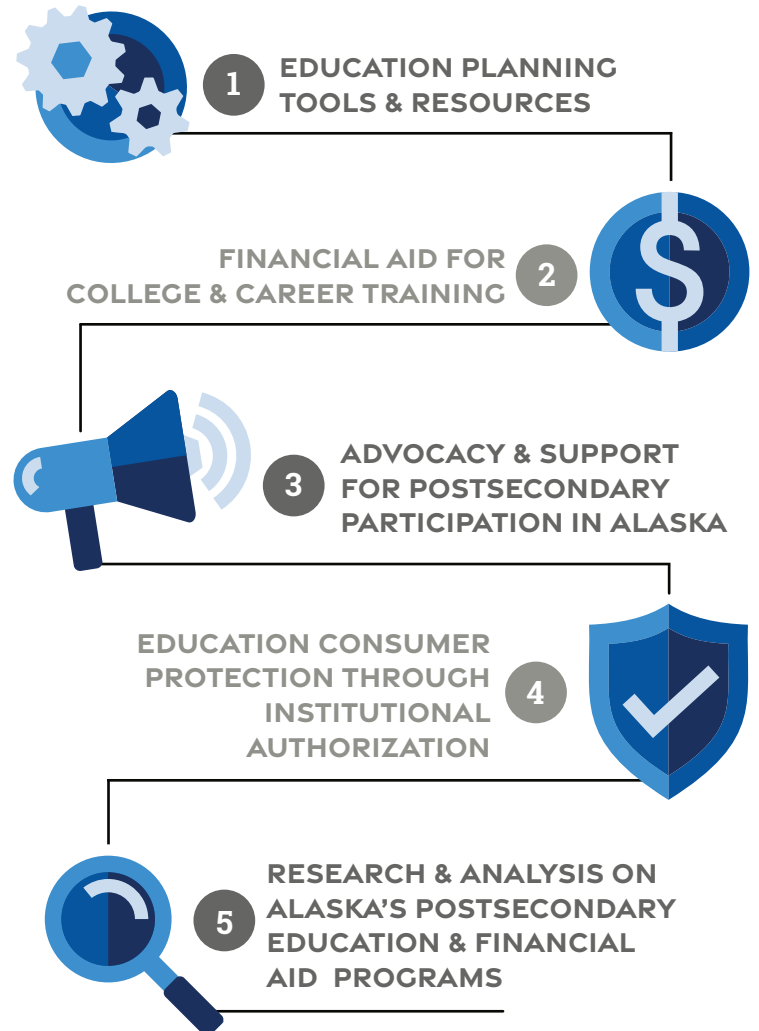 1
EDUCATION PLANNING
TOOLS & RESOURCES
FINANCIAL AID FOR
COLLEGE & CAREER TRAINING
2
$
3
ADVOCACY & SUPPORT
FOR POSTSECONDARY
PARTICIPATION IN ALASKA
EDUCATION CONSUMER
PROTECTION THROUGH
INSTITUTIONAL
AUTHORIZATION
4
5
RESEARCH & ANALYSIS ON
ALASKA'S POSTSECONDARY
EDUCATION & FINANCIAL
AID PROGRAMS